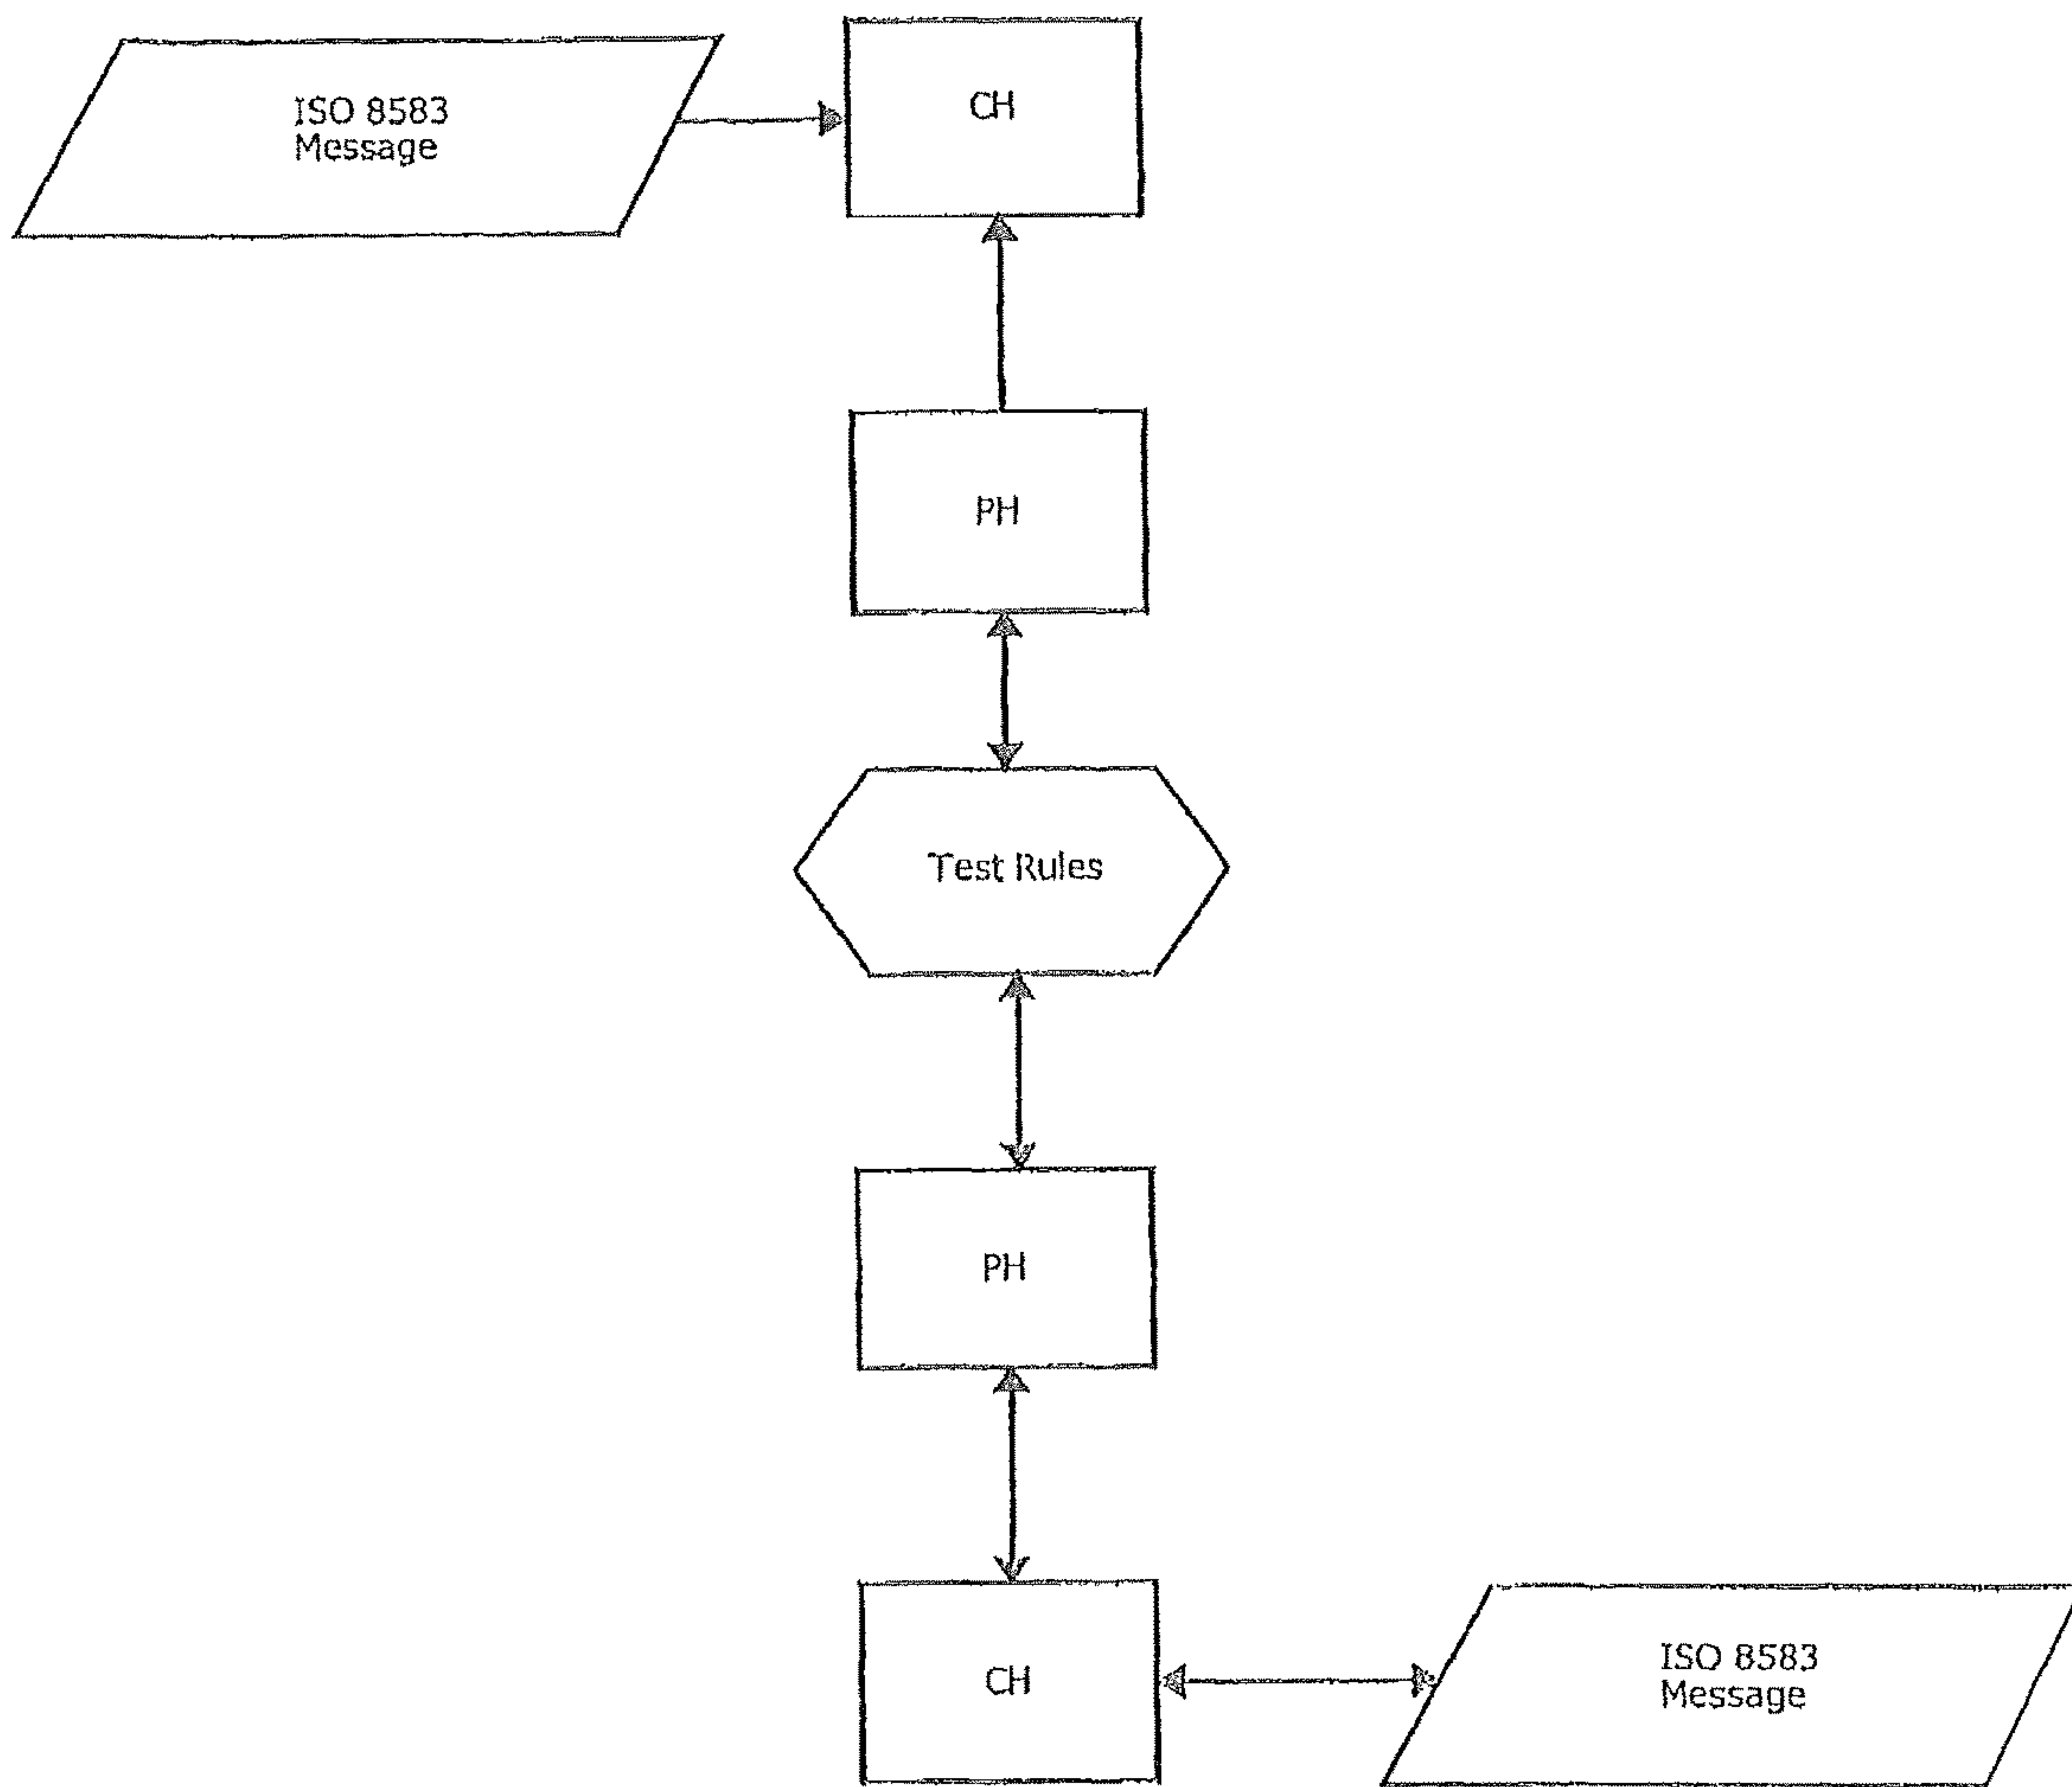 ISO 8583
Message
CH
PH
Test Rules
PH
CH
ISO 8583
Message